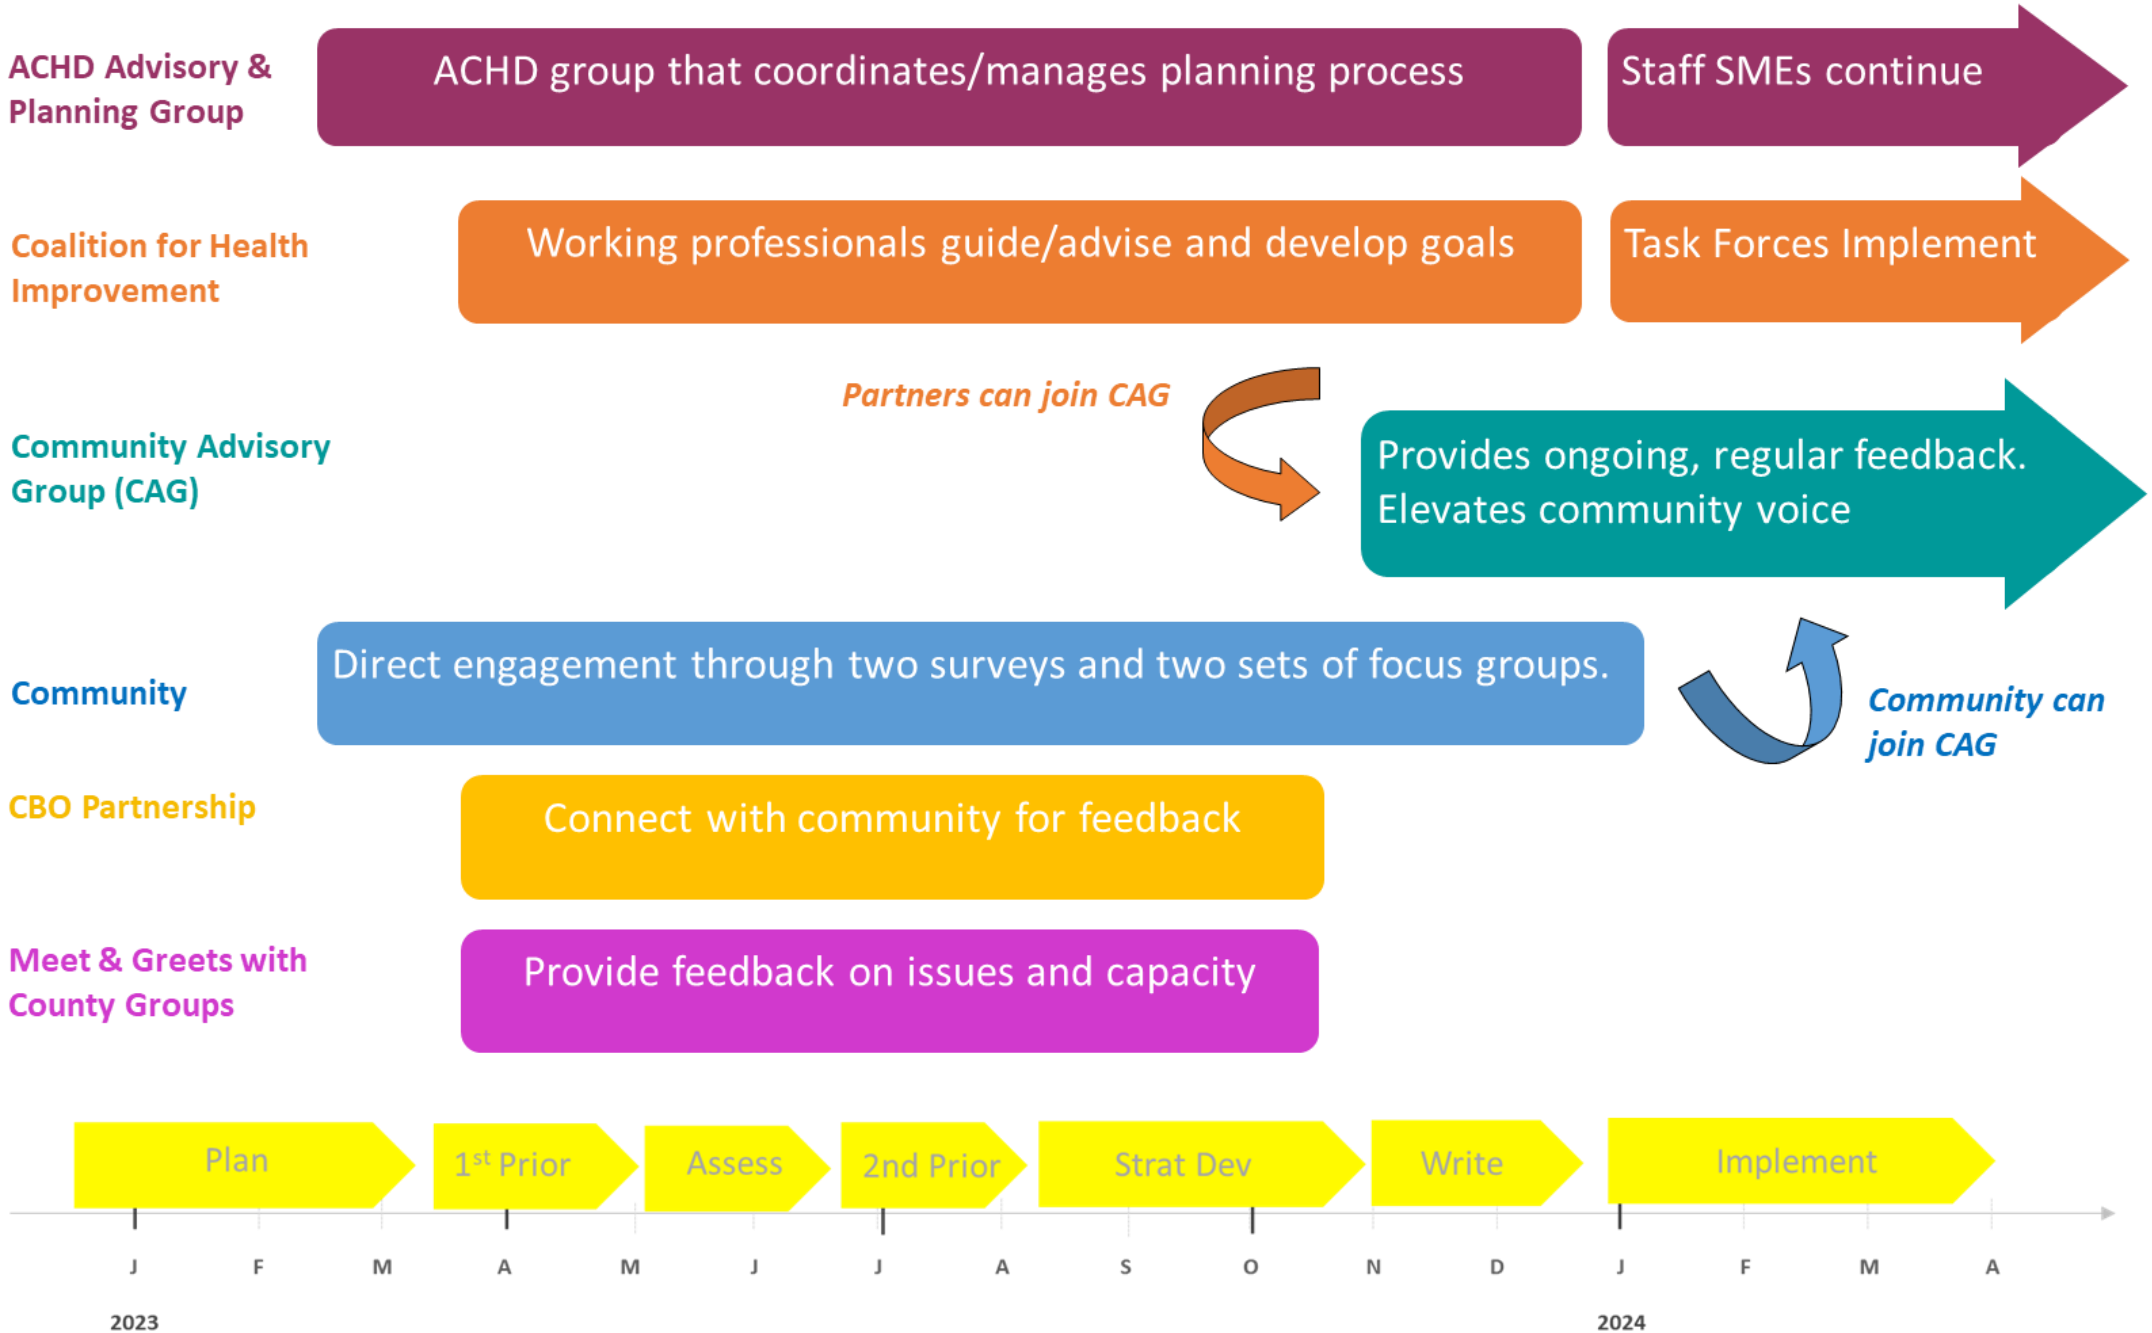 ACHD Advisory &
Planning Group
ACHD group that coordinates/manages planning process
Staff SMEs continue
Coalition for Health
Improvement
Working professionals guide/advise and develop goals
Task Forces Implement
Partners can join CAG
Community Advisory
Group (CAG)
Provides ongoing, regular feedback.
Elevates community voice
Community
Direct engagement through two surveys and two sets of focus groups.
Community can
join CAG
CBO Partnership
Connect with community for feedback
Meet & Greets with
County Groups
Provide feedback on issues and capacity
Plan
1st Prior
Assess
2nd Prior
Strat Dev
Write
Implement
J F M A M J J A S O N D J F M A
2023 2024